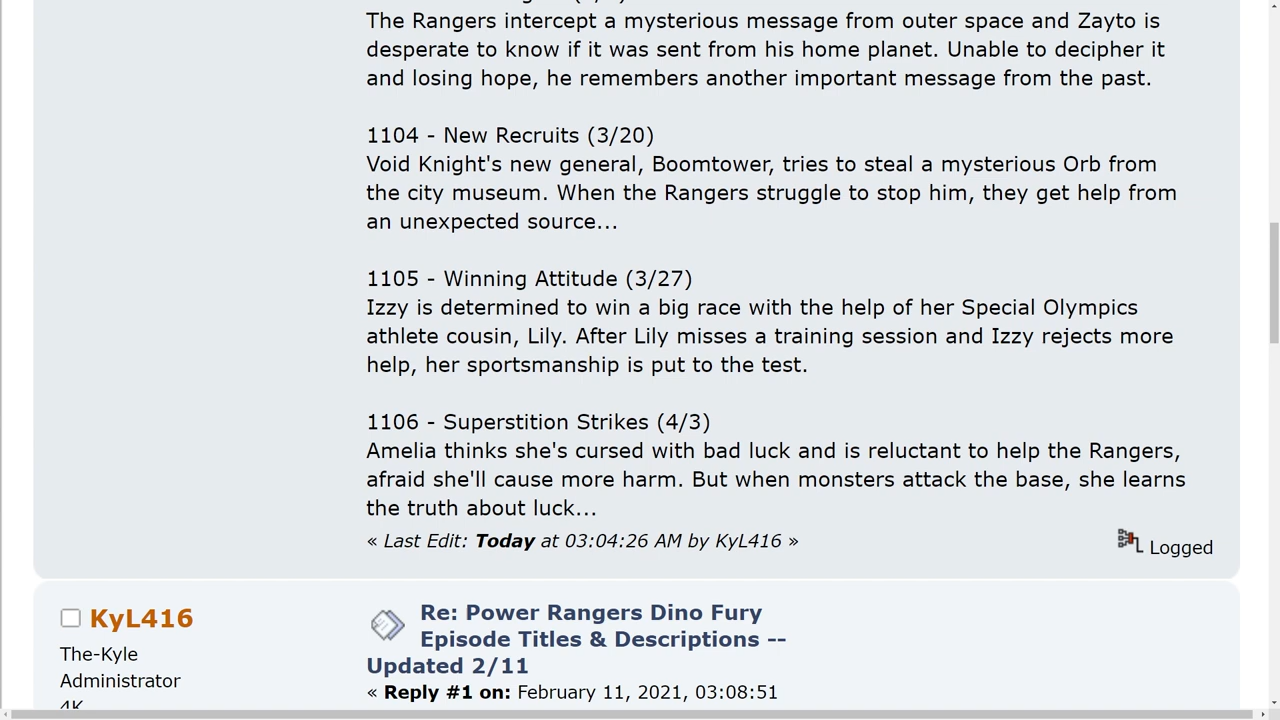 The Rangers intercept a mysterious message from outer space and Zayto is
desperate to know if it was sent from his home planet. Unable to decipher it
and losing hope, he remembers another important message from the past.
1104 - New Recruits (3/20)
Void Knight's new general, Boomtower, tries to steal a mysterious Orb from
the city museum. When the Rangers struggle to stop him, they get help from
an unexpected source...
1105 - Winning Attitude (3/27)
Izzy is determined to win a big race with the help of her Special Olympics
athlete cousin, Lily. After Lily misses a training session and Izzy rejects more
help, her sportsmanship is put to the test.
1106 - Superstition Strikes (4/3)
Amelia thinks she's cursed with bad luck and is reluctant to help the Rangers,
afraid she'll cause more harm. But when monsters attack the base, she learns
the truth about luck...
« Last Edit: Today at 03:04:26 AM by KyL416 »
Logged
KyL416
The-Kyle
Administrator
4K
Re: Power Rangers Dino Fury
Episode Titles & Descriptions --
Updated 2/11
« Reply #1 on: February 11, 2021, 03:08:51